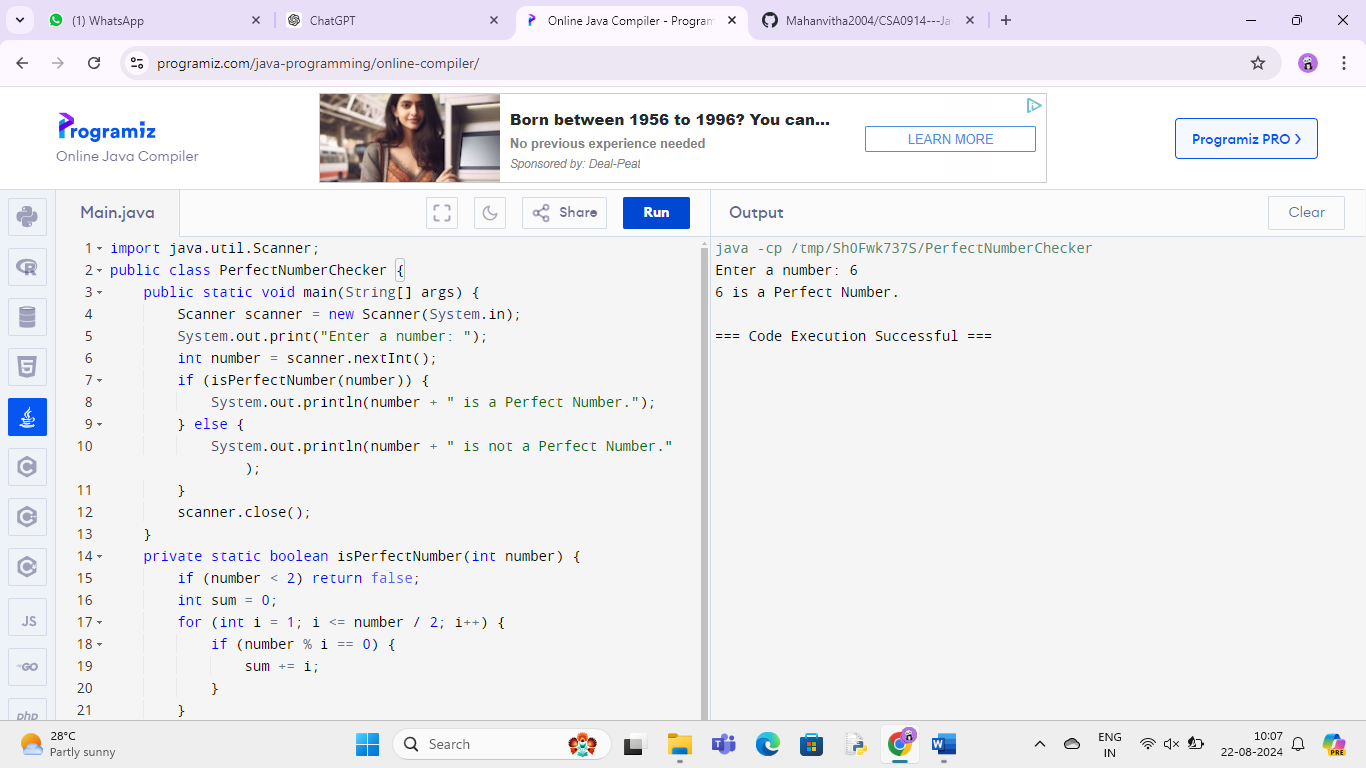 (1) WhatsApp
ChatGPT
Online Java Compiler - Program
Mahanvitha2004/CSA0914---Ja
programiz.com/java-programming/online-compiler/
Programiz
Online Java Compiler
Born between 1956 to 1996? You can...
No previous experience needed
Sponsored by: Deal-Peat
LEARN MORE
Programiz PRO >
Main.java
Share
Run
Output
Clear
1 import java.util.Scanner;
2 public class PerfectNumberChecker {
3 public static void main(String[] args) {
4 Scanner scanner = new Scanner(System.in);
5 System.out.print("Enter a number: ");
6 int number = scanner.nextInt();
7 if (isPerfectNumber(number)) {
8 System.out.println(number + " is a Perfect Number.");
9 } else {
10 System.out.println(number + " is not a Perfect Number."
);
11 }
12 scanner.close();
13 }
14 private static boolean isPerfectNumber(int number) {
15 if (number < 2) return false;
16 int sum = 0;
17 for (int i = 1; i <= number / 2; i++) {
18 if (number % i == 0) {
19 sum += i;
20 }
21 }
java -cp /tmp/ShOFwk737S/PerfectNumberChecker
Enter a number: 6
6 is a Perfect Number.
=== Code Execution Successful ===
JS
GO
php
28°C
Partly sunny
Search
ENG
IN
10:07
22-08-2024
PRE